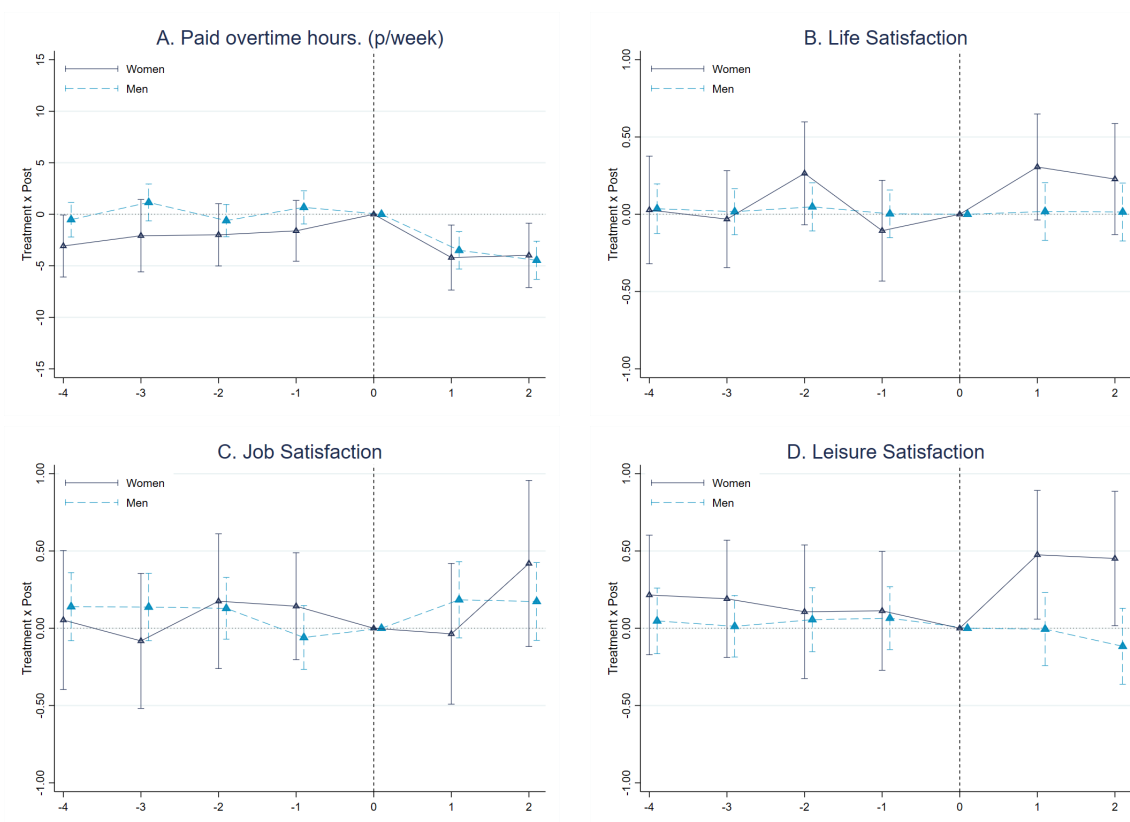 A. Paid overtime hours. (p/week)
Treatment x Post
15
10
5
0
-5
-10
-15
Women
Men
-4 -3 -2 -1 0 1 2
B. Life Satisfaction
Treatment x Post
1.00
0.50
0.00
-0.50
-1.00
Women
Men
-4 -3 -2 -1 0 1 2
C. Job Satisfaction
Treatment x Post
1.00
0.50
0.00
-0.50
-1.00
Women
Men
-4 -3 -2 -1 0 1 2
D. Leisure Satisfaction
Treatment x Post
1.00
0.50
0.00
-0.50
-1.00
Women
Men
-4 -3 -2 -1 0 1 2